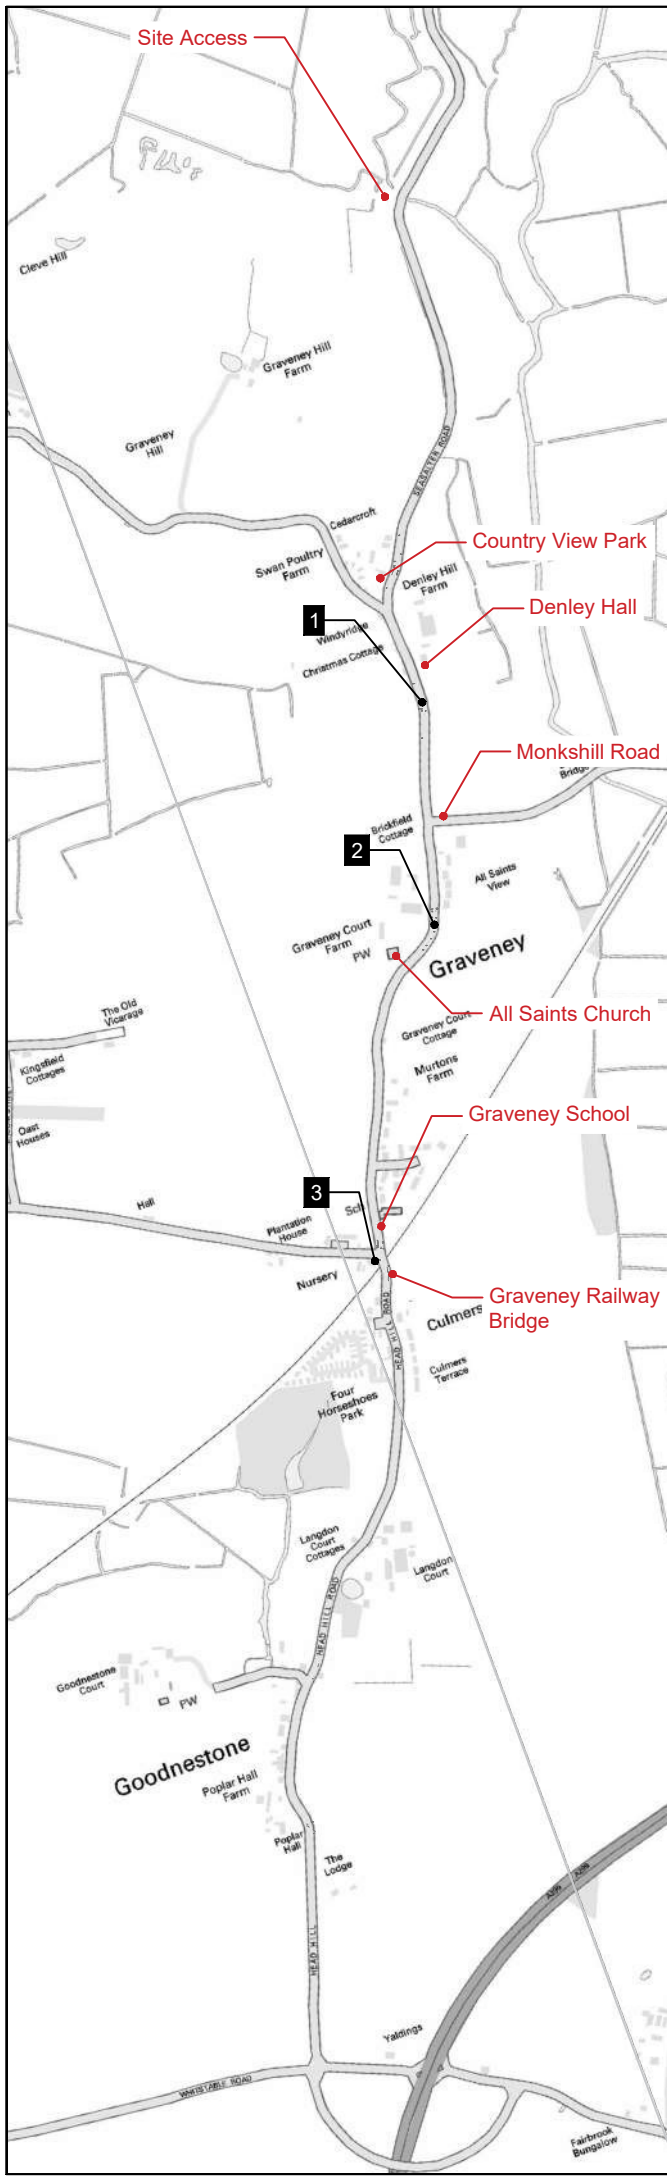 Site Access
Cleve Hill
Graveney Hill
Farm
Graveney
Hill
SEASALTER ROAD
Cedarcroft
Country View Park
Swan Poultry
Farm
Denley Hill
Farm
Denley Hall
1
Windyridge
Christmas Cottage
Monkshill Road
Bridge
Brickfield
Cottage
2
All Saints
View
Graveney Court
Farm
PW
Graveney
The Old
Vicarage
All Saints Church
Graveney Court
Cottage
Kingsfield
Cottages
Murtons
Farm
Oast
Houses
Graveney School
3
Hall
Sch
Plantation
House
Nursery
Graveney Railway
Bridge
HEAD HILL ROAD
Culmers
Culmers
Terrace
Four
Horseshoes
Park
Langdon
Court
Cottages
Langdon
Court
HEAD HILL ROAD
Goodnestone
Court
PW
Goodnestone
Poplar Hall
Farm
Poplar
Hall
The
Lodge
A299 A299
HEAD HILL
Yaldings
WHITSTABLE ROAD
Fairbrook
Bungalow